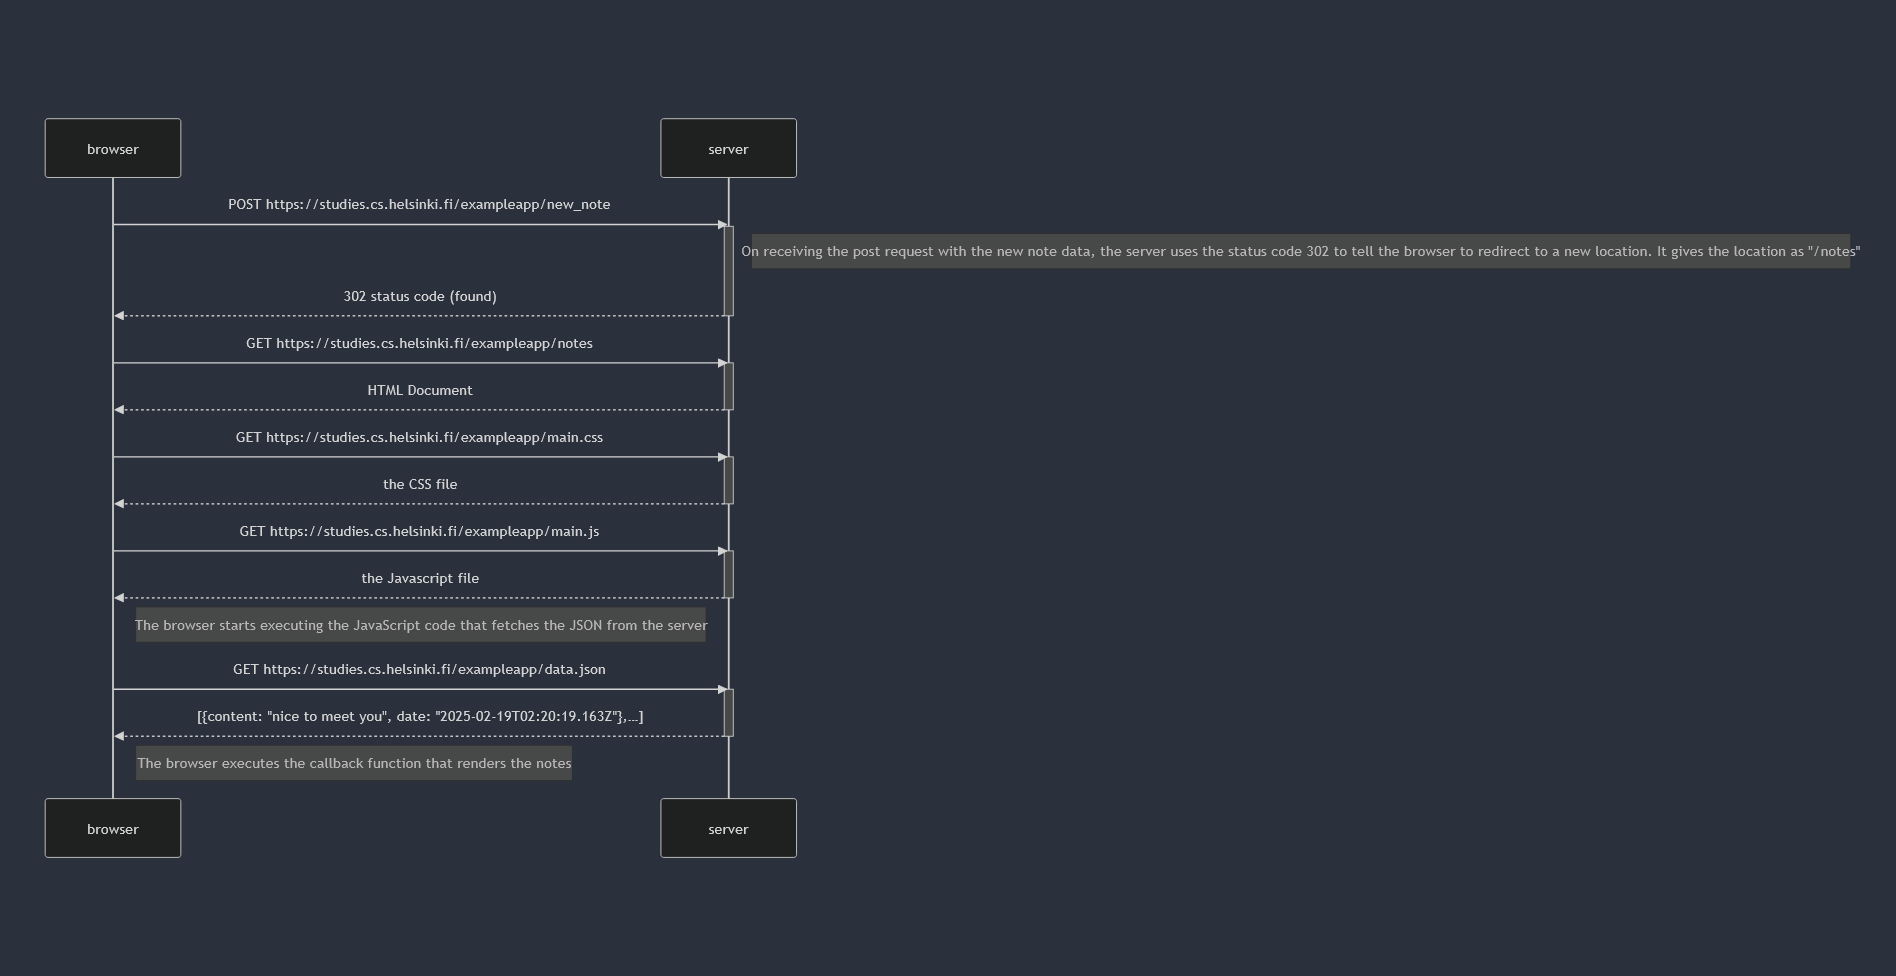 browser
server
POST https://studies.cs.helsinki.fi/exampleapp/new_note
On receiving the post request with the new note data, the server uses the status code 302 to tell the browser to redirect to a new location. It gives the location as "/notes"
302 status code (found)
GET https://studies.cs.helsinki.fi/exampleapp/notes
HTML Document
GET https://studies.cs.helsinki.fi/exampleapp/main.css
the CSS file
GET https://studies.cs.helsinki.fi/exampleapp/main.js
the Javascript file
The browser starts executing the JavaScript code that fetches the JSON from the server
GET https://studies.cs.helsinki.fi/exampleapp/data.json
[{content: "nice to meet you", date: "2025-02-19T02:20:19.163Z"},...]
The browser executes the callback function that renders the notes
browser
server